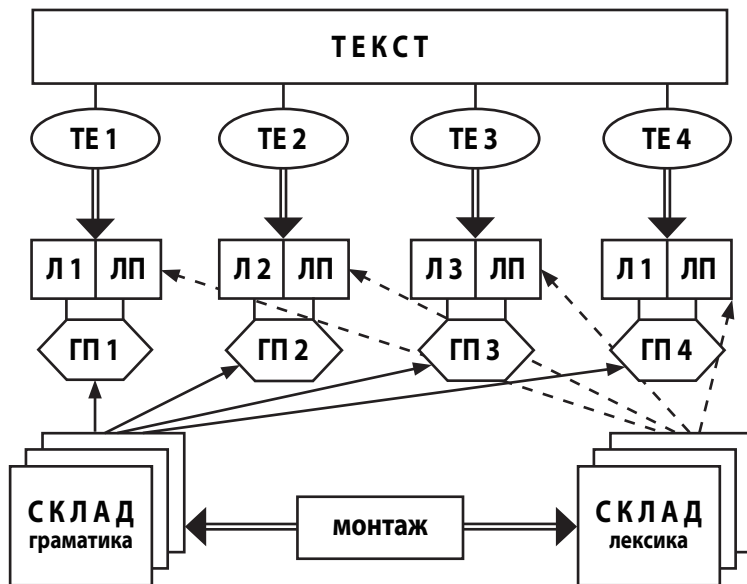 ТЕКСТ
ТЕ 1 ТЕ 2 ТЕ 3 ТЕ 4
Л 1 ЛП Л 2 ЛП Л 3 ЛП Л 1 ЛП
ГП 1 ГП 2 ГП 3 ГП 4
СКЛАД монтаж СКЛАД
граматика лексика